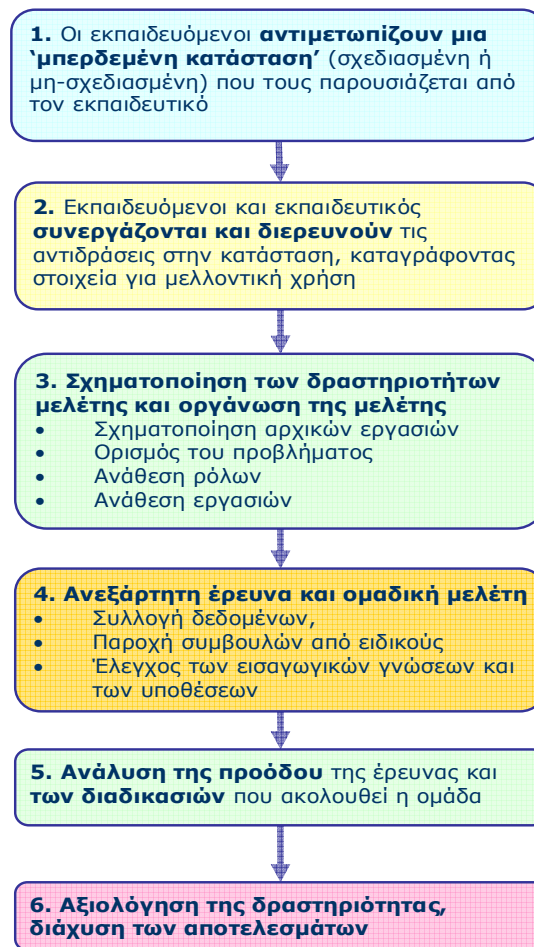 1. Οι εκπαιδευόμενοι αντιμετωπίζουν μια
‘μπερδεμένη κατάσταση’ (σχεδιασμένη ή
μη-σχεδιασμένη) που τους παρουσιάζεται από
τον εκπαιδευτικό
2. Εκπαιδευόμενοι και εκπαιδευτικός
συνεργάζονται και διερευνούν τις
αντιδράσεις στην κατάσταση, καταγράφοντας
στοιχεία για μελλοντική χρήση
3. Σχηματοποίηση των δραστηριοτήτων
μελέτης και οργάνωση της μελέτης
• Σχηματοποίηση αρχικών εργασιών
• Ορισμός του προβλήματος
• Ανάθεση ρόλων
• Ανάθεση εργασιών
4. Ανεξάρτητη έρευνα και ομαδική μελέτη
• Συλλογή δεδομένων,
• Παροχή συμβουλών από ειδικούς
• Έλεγχος των εισαγωγικών γνώσεων και
των υποθέσεων
5. Ανάλυση της προόδου της έρευνας και
των διαδικασιών που ακολουθεί η ομάδα
6. Αξιολόγηση της δραστηριότητας,
διάχυση των αποτελεσμάτων